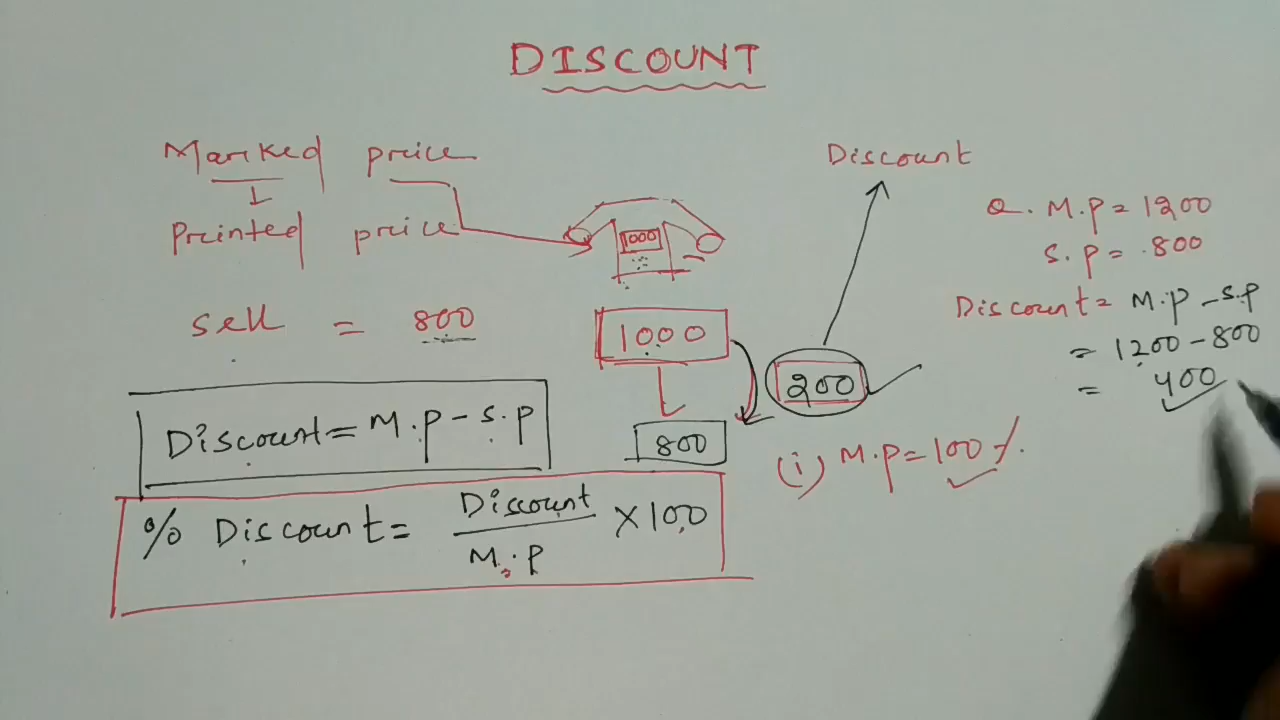 DISCOUNT
Marked price
Printed price
1000
sell = 800
1000
800
200
Discount
Discount = M.p - s.p
% Discount = Discount / M.p × 100
Q. M.p = 1200
s.p = 800
Discount = M.p - s.p
= 1200 - 800
= 400
(i) M.p = 100 %